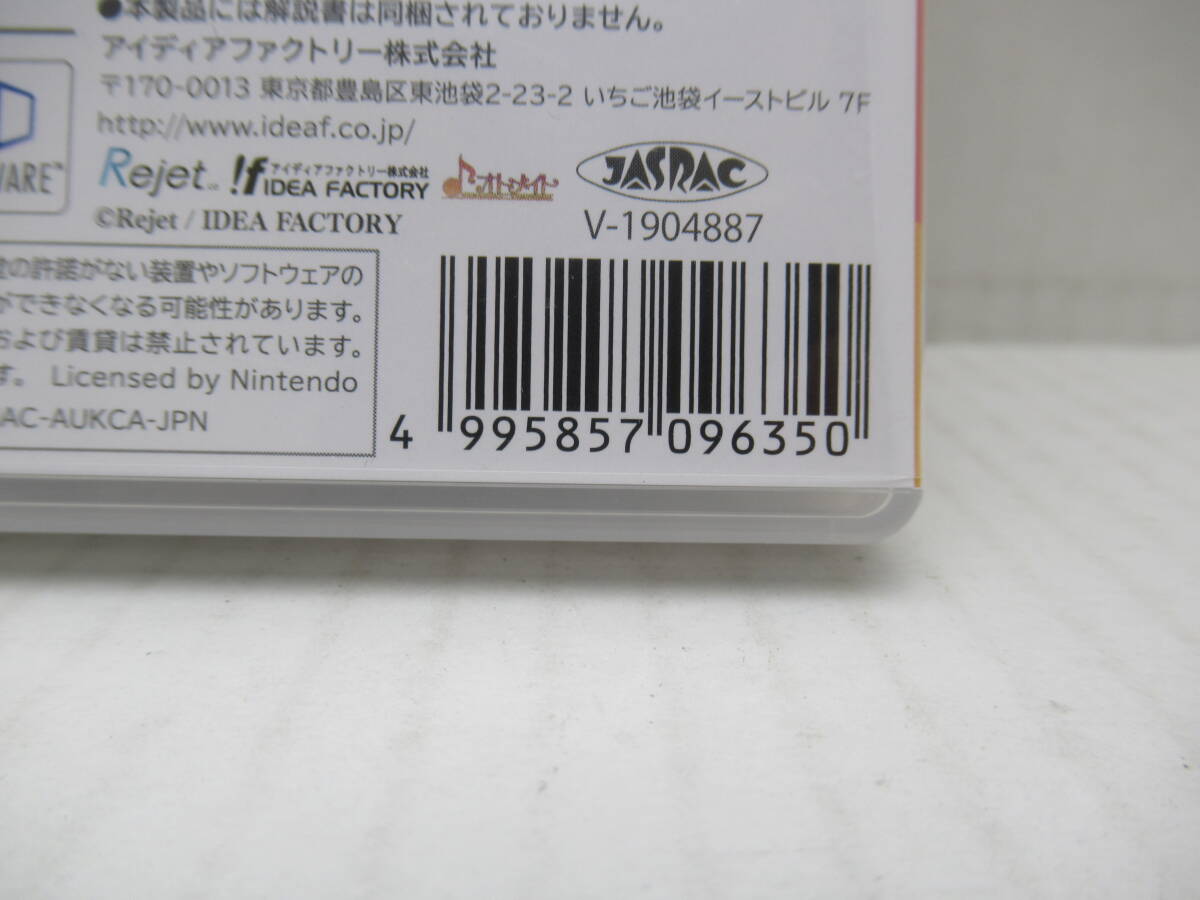 ●本製品には解説書は同梱されておりません。
アイディアファクトリー株式会社
〒170-0013 東京都豊島区東池袋2-23-2 いちご池袋イーストビル 7F
http://www.ideaf.co.jp/
Rejet アイディアファクトリー株式会社 IDEA FACTORY オトメイト JASRAC
©Rejet / IDEA FACTORY
V-1904887
の許諾がない装置やソフトウェアの
ができなくなる可能性があります。
および賃貸は禁止されています。
す。 Licensed by Nintendo
AC-AUKCA-JPN
4 995857 096350